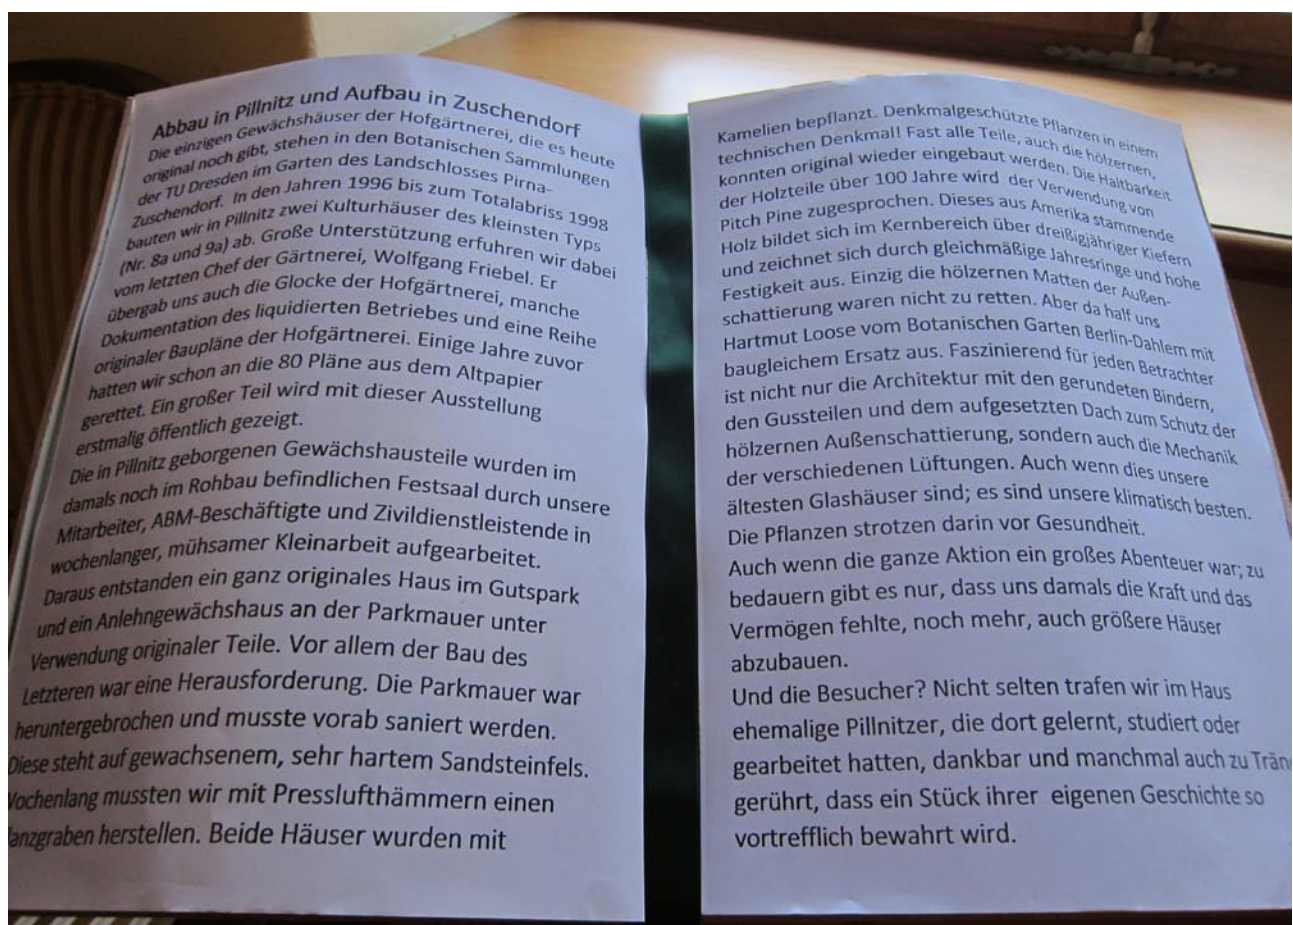 Abbau in Pillnitz und Aufbau in Zuschendorf
Die einzigen Gewächshäuser der Hofgärtnerei, die es heute
original noch gibt, stehen in den Botanischen Sammlungen
der TU Dresden im Garten des Landschlosses Pirna-
Zuschendorf. In den Jahren 1996 bis zum Totalabriss 1998
bauten wir in Pillnitz zwei Kulturhäuser des kleinsten Typs
(Nr. 8a und 9a) ab. Große Unterstützung erfuhren wir dabei
vom letzten Chef der Gärtnerei, Wolfgang Friebel. Er
übergab uns auch die Glocke der Hofgärtnerei, manche
Dokumentation des liquidierten Betriebes und eine Reihe
originaler Baupläne der Hofgärtnerei. Einige Jahre zuvor
hatten wir schon an die 80 Pläne aus dem Altpapier
gerettet. Ein großer Teil wird mit dieser Ausstellung
erstmalig öffentlich gezeigt.
Die in Pillnitz geborgenen Gewächshausteile wurden im
damals noch im Rohbau befindlichen Festsaal durch unsere
Mitarbeiter, ABM-Beschäftigte und Zivildienstleistende in
wochenlanger, mühsamer Kleinarbeit aufgearbeitet.
Daraus entstanden ein ganz originales Haus im Gutspark
und ein Anlehngewächshaus an der Parkmauer unter
Verwendung originaler Teile. Vor allem der Bau des
Letzteren war eine Herausforderung. Die Parkmauer war
heruntergebrochen und musste vorab saniert werden.
Diese steht auf gewachsenem, sehr hartem Sandsteinfels.
Wochenlang mussten wir mit Presslufthämmern einen
lanzgraben herstellen. Beide Häuser wurden mit
Kamelien bepflanzt. Denkmalgeschützte Pflanzen in einem
technischen Denkmal! Fast alle Teile, auch die hölzernen,
konnten original wieder eingebaut werden. Die Haltbarkeit
der Holzteile über 100 Jahre wird der Verwendung von
Pitch Pine zugesprochen. Dieses aus Amerika stammende
Holz bildet sich im Kernbereich über dreißigjähriger Kiefern
und zeichnet sich durch gleichmäßige Jahresringe und hohe
Festigkeit aus. Einzig die hölzernen Matten der Außen-
schattierung waren nicht zu retten. Aber da half uns
Hartmut Loose vom Botanischen Garten Berlin-Dahlem mit
baugleichem Ersatz aus. Faszinierend für jeden Betrachter
ist nicht nur die Architektur mit den gerundeten Bindern,
den Gussteilen und dem aufgesetzten Dach zum Schutz der
hölzernen Außenschattierung, sondern auch die Mechanik
der verschiedenen Lüftungen. Auch wenn dies unsere
ältesten Glashäuser sind; es sind unsere klimatisch besten.
Die Pflanzen strotzen darin vor Gesundheit.
Auch wenn die ganze Aktion ein großes Abenteuer war; zu
bedauern gibt es nur, dass uns damals die Kraft und das
Vermögen fehlte, noch mehr, auch größere Häuser
abzubauen.
Und die Besucher? Nicht selten trafen wir im Haus
ehemalige Pillnitzer, die dort gelernt, studiert oder
gearbeitet hatten, dankbar und manchmal auch zu Trän
gerührt, dass ein Stück ihrer eigenen Geschichte so
vortrefflich bewahrt wird.